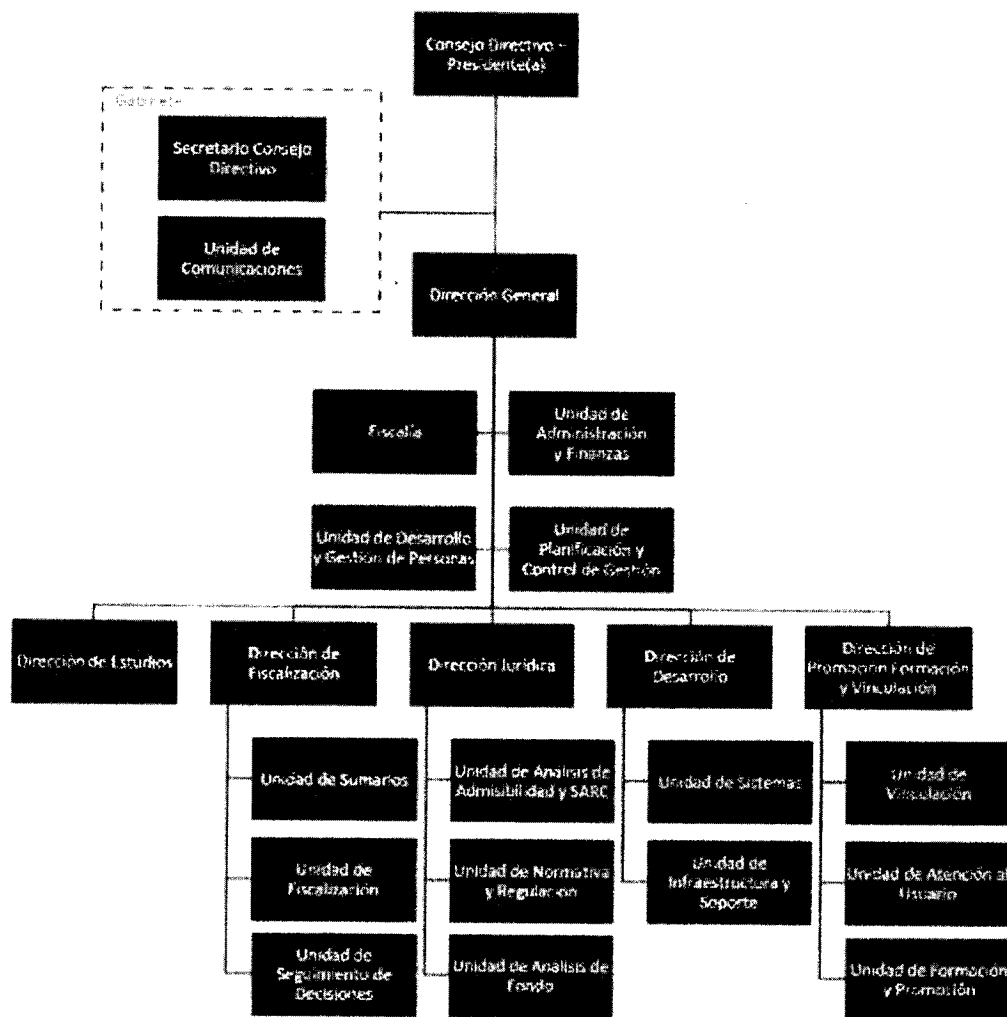 Consejo Directivo –
Presidente(a)
Gabinete
Secretario Consejo
Directivo
Unidad de
Comunicaciones
Dirección General
Fiscalía
Unidad de
Administración
y Finanzas
Unidad de Desarrollo
y Gestión de Personas
Unidad de
Planificación y
Control de Gestión
Dirección de Estudios
Dirección de
Fiscalización
Dirección Jurídica
Dirección de
Desarrollo
Dirección de
Promoción Formación
y Vinculación
Unidad de Sumarios
Unidad de Análisis de
Admisibilidad y SARC
Unidad de Sistemas
Unidad de
Vinculación
Unidad de
Fiscalización
Unidad de Normativa
y Regulación
Unidad de
Infraestructura y
Soporte
Unidad de Atención al
Usuario
Unidad de
Seguimiento de
Decisiones
Unidad de Análisis de
Fondo
Unidad de Formación
y Promoción